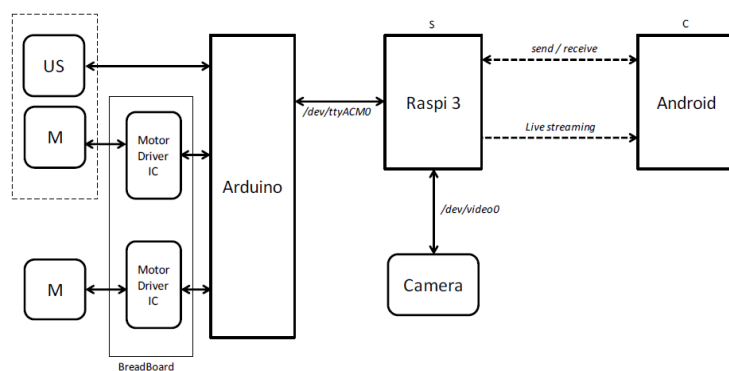 S
C
US
M
Motor
Driver
IC
Arduino
/dev/ttyACM0
Raspi 3
send / receive
Live streaming
Android
/dev/video0
Camera
M
Motor
Driver
IC
BreadBoard